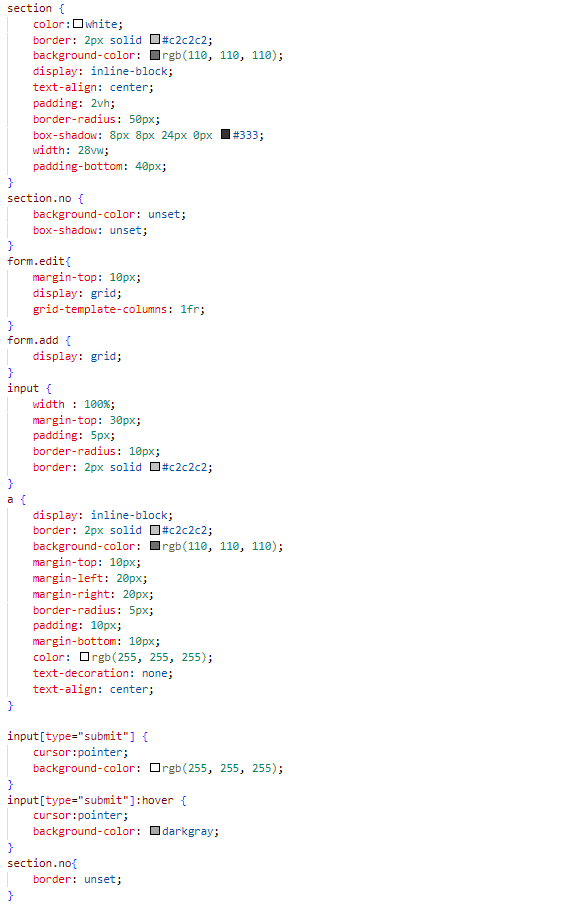 section {
    color:white;
    border: 2px solid #c2c2c2;
    background-color: rgb(110, 110, 110);
    display: inline-block;
    text-align: center;
    padding: 2vh;
    border-radius: 50px;
    box-shadow: 8px 8px 24px 0px #333;
    width: 28vw;
    padding-bottom: 40px;
}
section.no {
    background-color: unset;
    box-shadow: unset;
}
form.edit{
    margin-top: 10px;
    display: grid;
    grid-template-columns: 1fr;
}
form.add {
    display: grid;
}
input {
    width : 100%;
    margin-top: 30px;
    padding: 5px;
    border-radius: 10px;
    border: 2px solid #c2c2c2;
}
a {
    display: inline-block;
    border: 2px solid #c2c2c2;
    background-color: rgb(110, 110, 110);
    margin-top: 10px;
    margin-left: 20px;
    margin-right: 20px;
    border-radius: 5px;
    padding: 10px;
    margin-bottom: 10px;
    color: rgb(255, 255, 255);
    text-decoration: none;
    text-align: center;
}

input[type="submit"] {
    cursor:pointer;
    background-color: rgb(255, 255, 255);
}
input[type="submit"]:hover {
    cursor:pointer;
    background-color: darkgray;
}
section.no{
    border: unset;
}